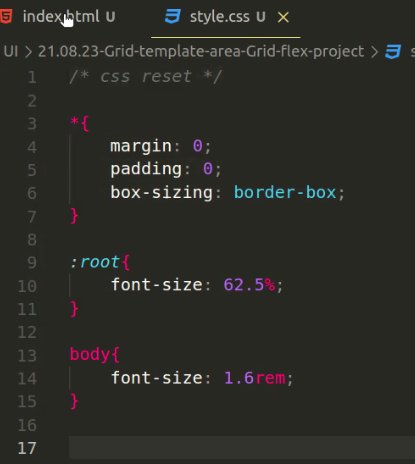 index.html U
style.css U
UI > 21.08.23-Grid-template-area-Grid-flex-project >
1 /* css reset */
2
3 *{
4 margin: 0;
5 padding: 0;
6 box-sizing: border-box;
7 }
8
9 :root{
10 font-size: 62.5%;
11 }
12
13 body{
14 font-size: 1.6rem;
15 }
16
17